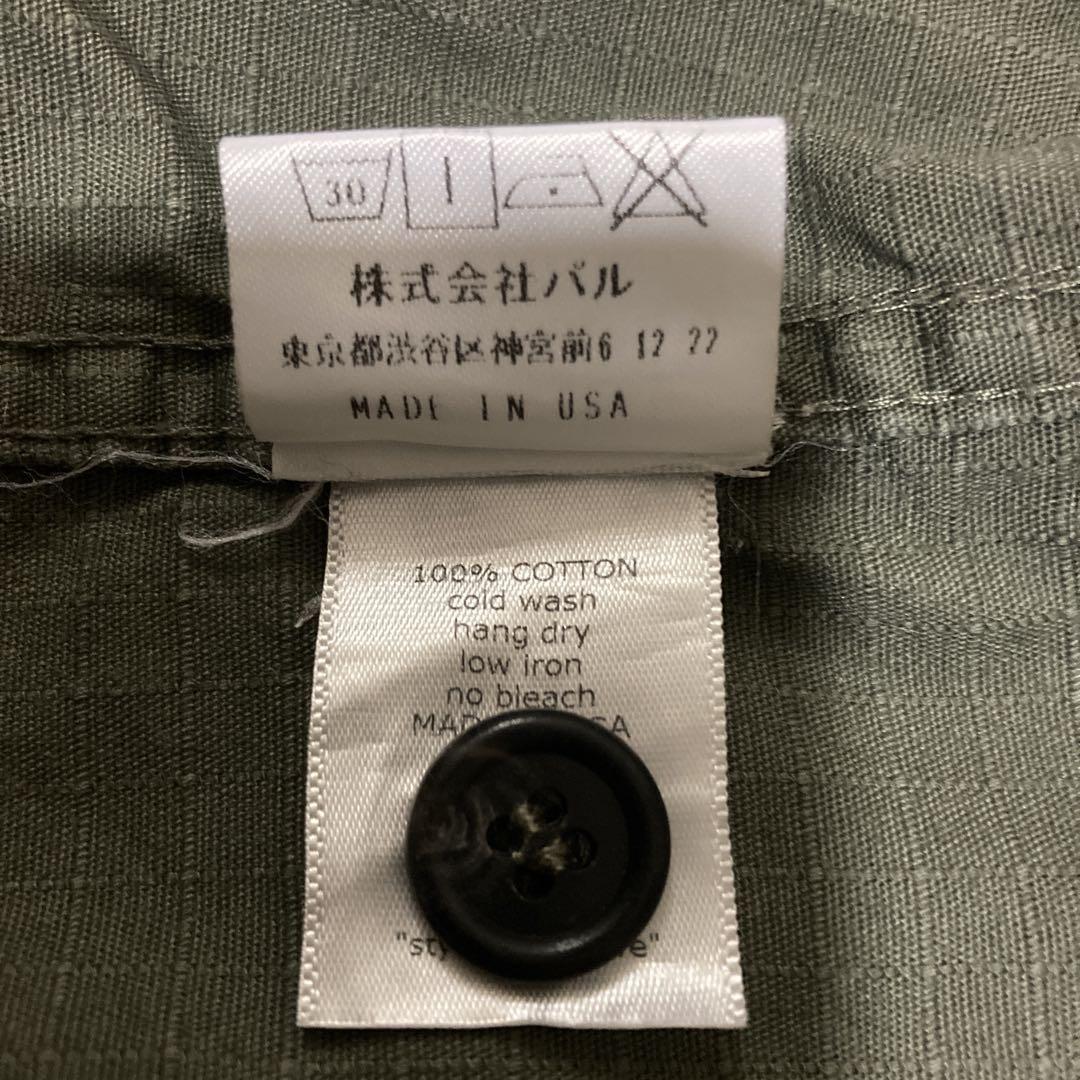 30
株式会社パル
東京都渋谷区神宮前6 12 22
MADE IN USA
100% COTTON
cold wash
hang dry
low iron
no bleach